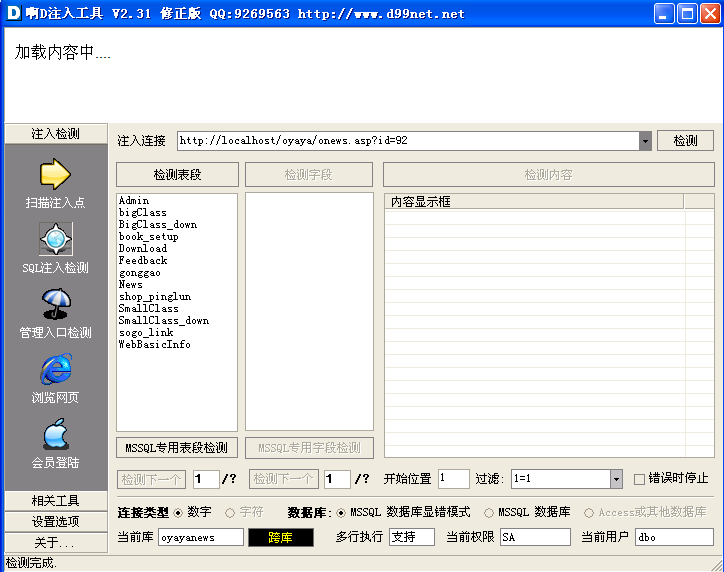 啊D注入工具 V2.31 修正版 QQ:9269563 http://www.d99net.net
加载内容中....
注入检测
注入连接 http://localhost/oyaya/onews.asp?id=92 检测
检测表段 检测字段 检测内容
扫描注入点
SQL注入检测
管理入口检测
浏览网页
会员登陆
相关工具
设置选项
关于...
Admin
bigClass
BigClass_down
book_setup
Download
Feedback
gonggao
News
shop_pinglun
SmallClass
SmallClass_down
sogo_link
WebBasicInfo
内容显示框
MSSQL专用表段检测 MSSQL专用字段检测
检测下一个 1 /? 检测下一个 1 /? 开始位置 1 过滤: 1=1 错误时停止
连接类型 数字 字符 数据库: MSSQL 数据库显错模式 MSSQL 数据库 Access或其他数据库
当前库 oyayanews 跨库 多行执行 支持 当前权限 SA 当前用户 dbo
检测完成.